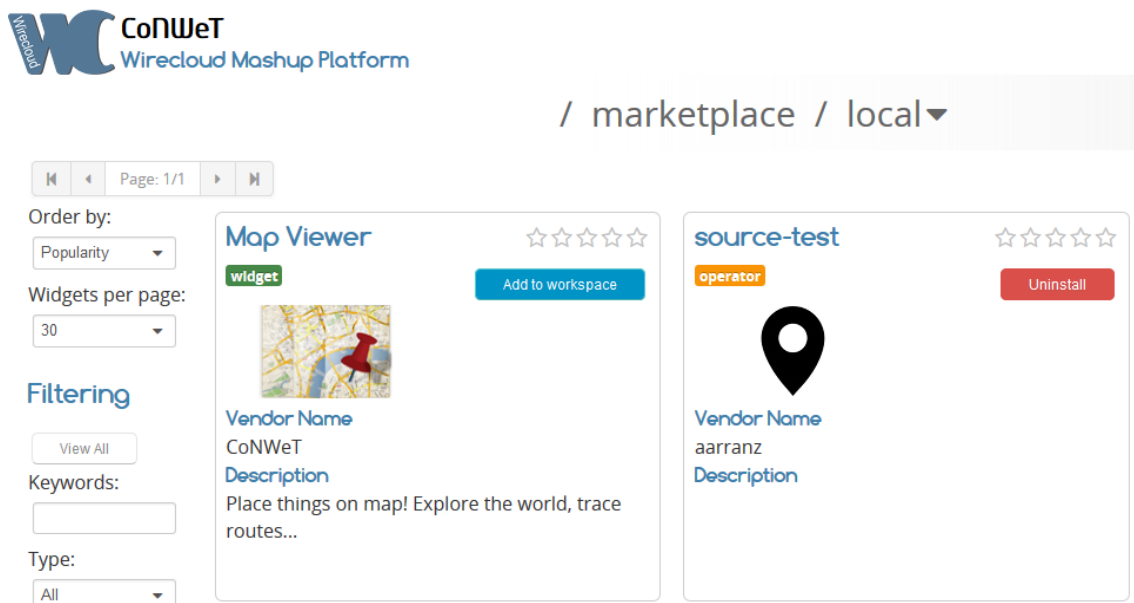 Wirecloud
WC
CoNWeT
Wirecloud Mashup Platform
/ marketplace / local
Page: 1/1
Order by:
Popularity
Widgets per page:
30
Filtering
View All
Keywords:
Type:
All
Map Viewer
widget
Add to workspace
Vendor Name
CoNWeT
Description
Place things on map! Explore the world, trace
routes...
source-test
operator
Uninstall
Vendor Name
aarranz
Description